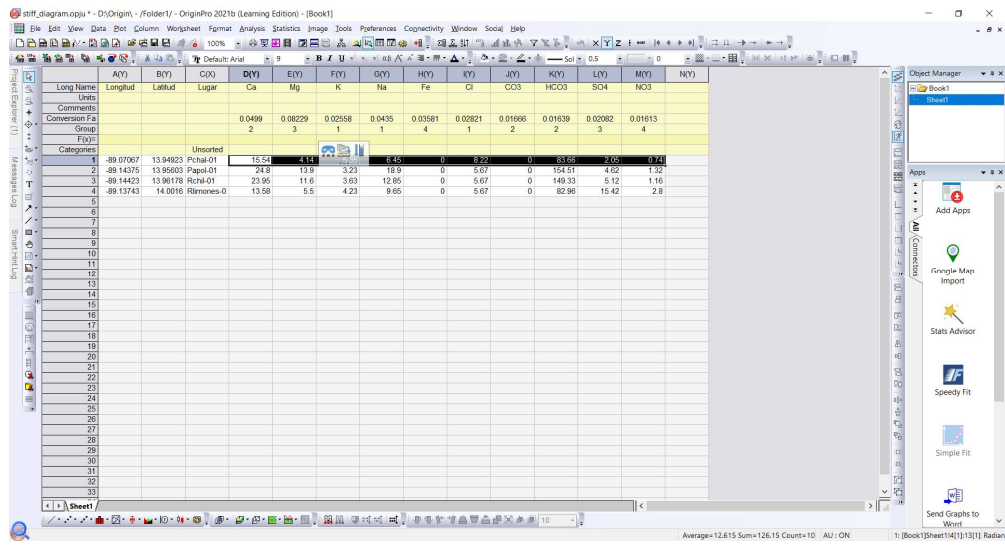 stiff_diagram.opju * - D:\Origin\ - /Folder1/ - OriginPro 2021b (Learning Edition) - [Book1]
File Edit View Data Plot Column Worksheet Format Analysis Statistics Image Tools Preferences Connectivity Window Social Help
100%
Default: Arial 9 B I U Sol 0.5 0
Project Explorer (1)
Messages Log
Smart Hint Log
A(Y) B(Y) C(X) D(Y) E(Y) F(Y) G(Y) H(Y) I(Y) J(Y) K(Y) L(Y) M(Y) N(Y)
Long Name Longitud Latitud Lugar Ca Mg K Na Fe Cl CO3 HCO3 SO4 NO3
Units
Comments
Conversion Fa 0.0499 0.08229 0.02558 0.0435 0.03581 0.02821 0.01666 0.01639 0.02082 0.01613
Group 2 3 1 1 4 1 2 2 3 4
F(x)=
Categories Unsorted
1 -89.07067 13.94923 Pchal-01 15.54 4.14 6.45 0 8.22 0 83.66 2.05 0.74
2 -89.14375 13.95603 Papol-01 24.8 13.9 3.23 18.9 0 5.67 0 154.51 4.62 1.32
3 -89.14423 13.96178 Rchil-01 23.95 11.6 3.63 12.85 0 5.67 0 149.33 5.12 1.16
4 -89.13743 14.0016 Rlimones-0 13.58 5.5 4.23 9.65 0 5.67 0 82.96 15.42 2.8
5
6
7
8
9
10
11
12
13
14
15
16
17
18
19
20
21
22
23
24
25
26
27
28
29
30
31
32
33
Sheet1
10
Object Manager
Book1
Sheet1
Apps
All
Connectors
Add Apps
Google Map
Import
Stats Advisor
Speedy Fit
Simple Fit
Send Graphs to
Word
Average=12.615 Sum=126.15 Count=10 AU : ON 1: [Book1]Sheet1!4[1]:13[1] Radian